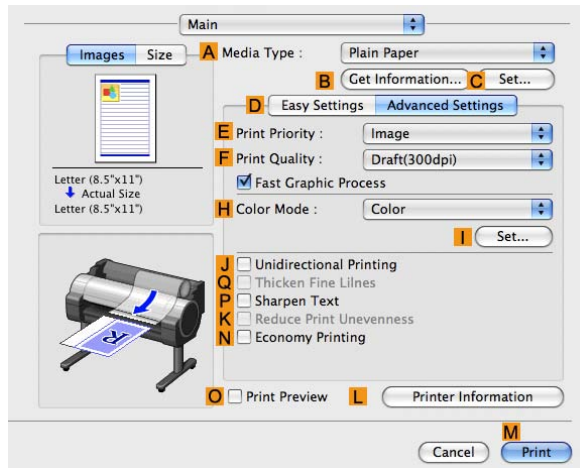 Main
Images Size
A Media Type : Plain Paper
B Get Information... C Set...
D Easy Settings Advanced Settings
E Print Priority : Image
F Print Quality : Draft(300dpi)
Fast Graphic Process
H Color Mode : Color
I Set...
J Unidirectional Printing
Q Thicken Fine Lilnes
P Sharpen Text
K Reduce Print Unevenness
N Economy Printing
Letter (8.5"x11")
Actual Size
Letter (8.5"x11")
R
O Print Preview L Printer Information
M
Cancel Print